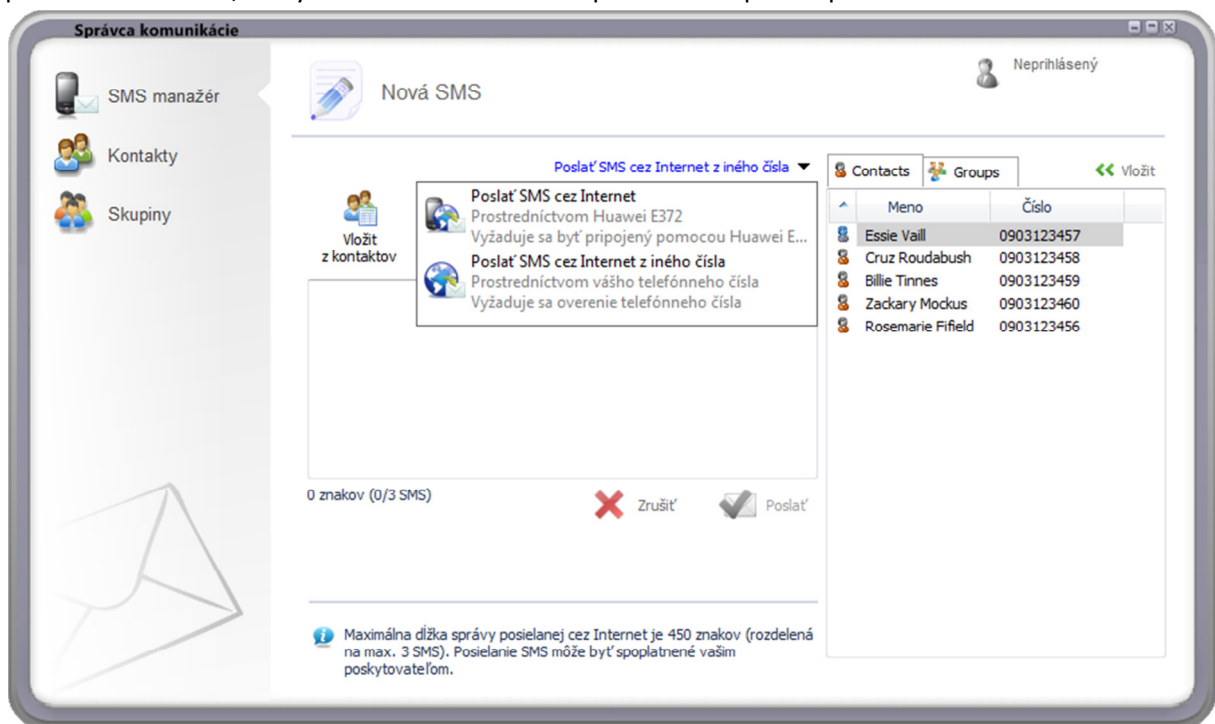 Správca komunikácie
SMS manažér
Kontakty
Skupiny
Nová SMS
Neprihlásený
Poslať SMS cez Internet z iného čísla
Vložit
z kontaktov
Poslať SMS cez Internet
Prostredníctvom Huawei E372
Vyžaduje sa byť pripojený pomocou Huawei E...
Poslať SMS cez Internet z iného čísla
Prostredníctvom vášho telefónneho čísla
Vyžaduje sa overenie telefónneho čísla
0 znakov (0/3 SMS)
Zrušiť
Poslať
Maximálna dĺžka správy posielanej cez Internet je 450 znakov (rozdelená
na max. 3 SMS). Posielanie SMS môže byť spoplatnené vašim
poskytovateľom.
Contacts Groups Vložit
Meno Číslo
Essie Vaill 0903123457
Cruz Roudabush 0903123458
Billie Tinnes 0903123459
Zackary Mockus 0903123460
Rosemarie Fifield 0903123456